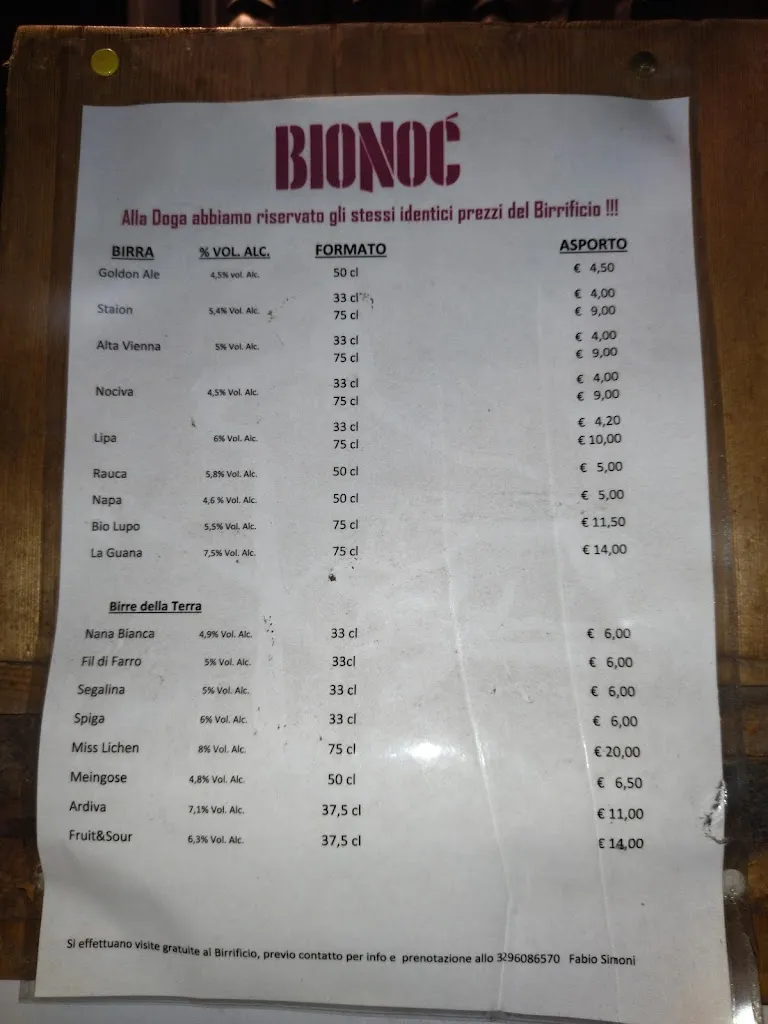 BIONOĆ
Alla Doga abbiamo riservato gli stessi identici prezzi del Birrificio !!!
BIRRA % VOL. ALC. FORMATO ASPORTO
Goldon Ale 4,5% vol. Alc. 50 cl € 4,50
33 cl € 4,00
Staion 5,4% Vol. Alc. 75 cl € 9,00
33 cl € 4,00
Alta Vienna 5% Vol. Alc. 75 cl € 9,00
33 cl € 4,00
Nociva 4,5% Vol. Alc. 75 cl € 9,00
33 cl € 4,20
Lipa 6% Vol. Alc. 75 cl € 10,00
Rauca 5,8% Vol. Alc. 50 cl € 5,00
Napa 4,6 % Vol. Alc. 50 cl € 5,00
Bio Lupo 5,5% Vol. Alc. 75 cl € 11,50
La Guana 7,5% Vol. Alc. 75 cl € 14,00
Birre della Terra
Nana Bianca 4,9% Vol. Alc. 33 cl € 6,00
Fil di Farro 5% Vol. Alc. 33cl € 6,00
Segalina 5% Vol. Alc. 33 cl € 6,00
Spiga 6% Vol. Alc. 33 cl € 6,00
Miss Lichen 8% Vol. Alc. 75 cl € 20,00
Meingose 4,8% Vol. Alc. 50 cl € 6,50
Ardiva 7,1% Vol. Alc. 37,5 cl € 11,00
Fruit&Sour 6,3% Vol. Alc. 37,5 cl € 14,00
Si effettuano visite gratuite al Birrificio, previo contatto per info e prenotazione allo 3296086570 Fabio Simoni